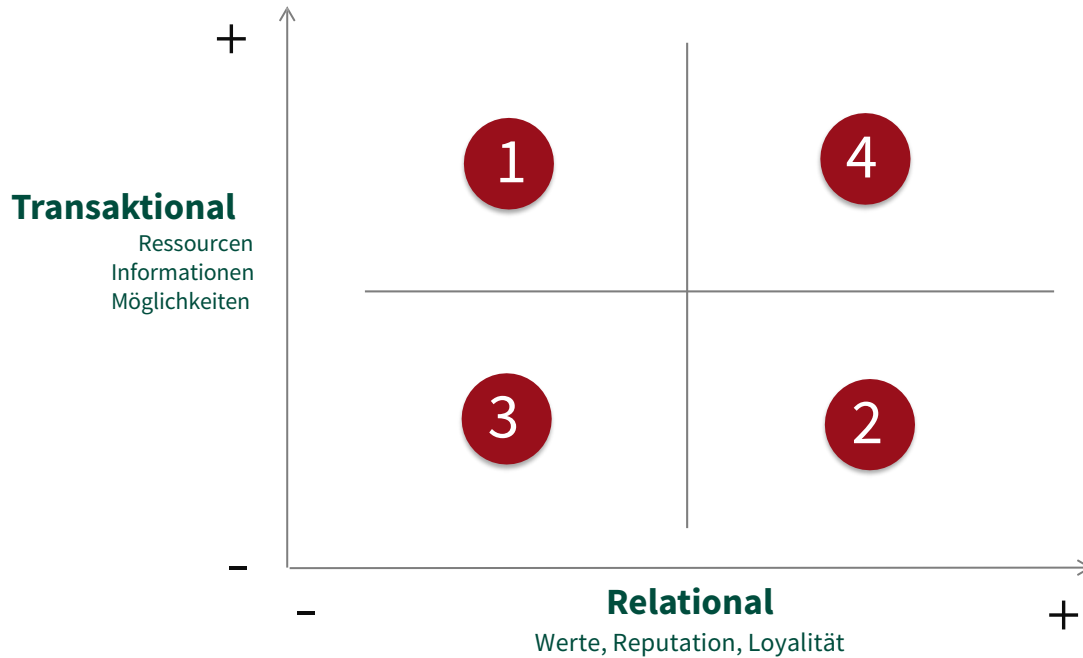 +
1
4
Transaktional
Ressourcen
Informationen
Möglichkeiten
3
2
-
-
Relational
+
Werte, Reputation, Loyalität